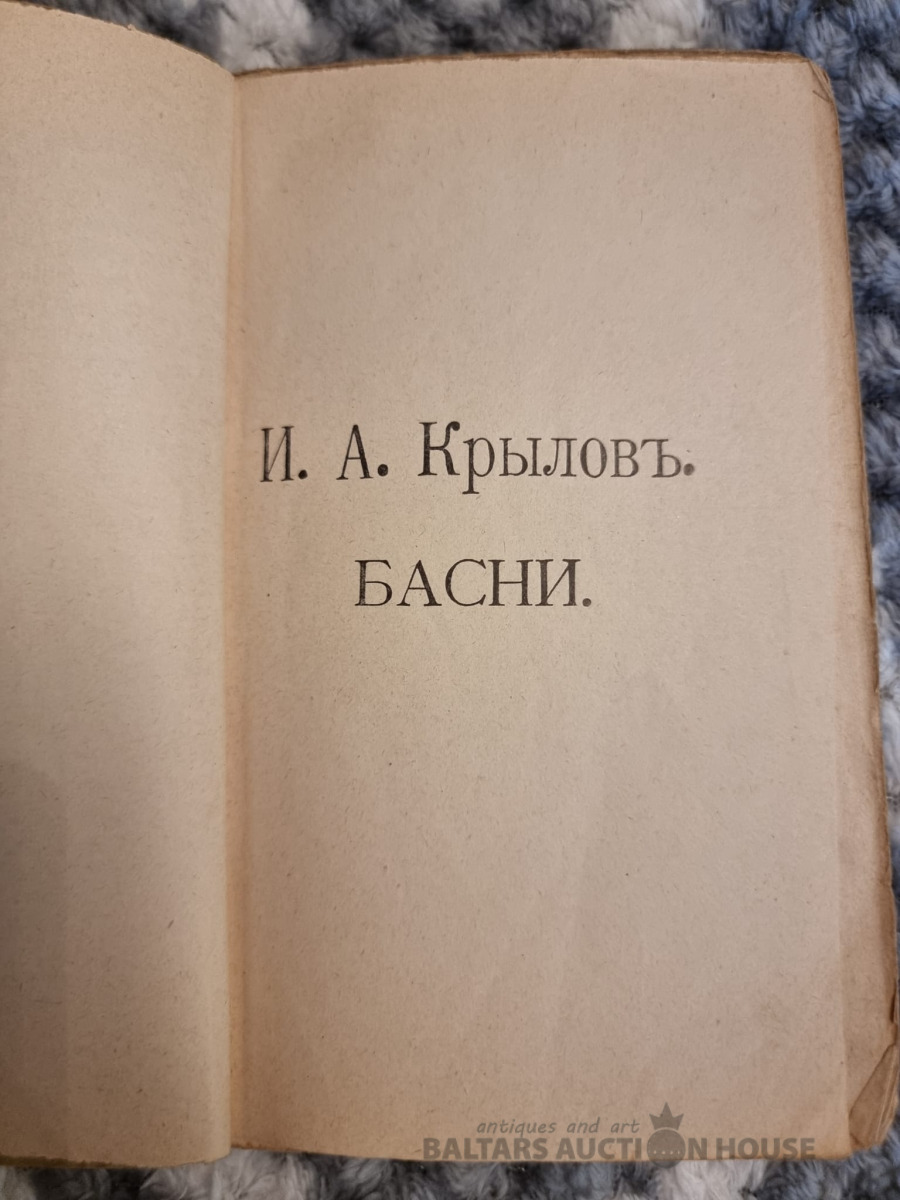 И. А. Крыловъ.
БАСНИ.
antiques and art
BALTARS AUCTION HOUSE